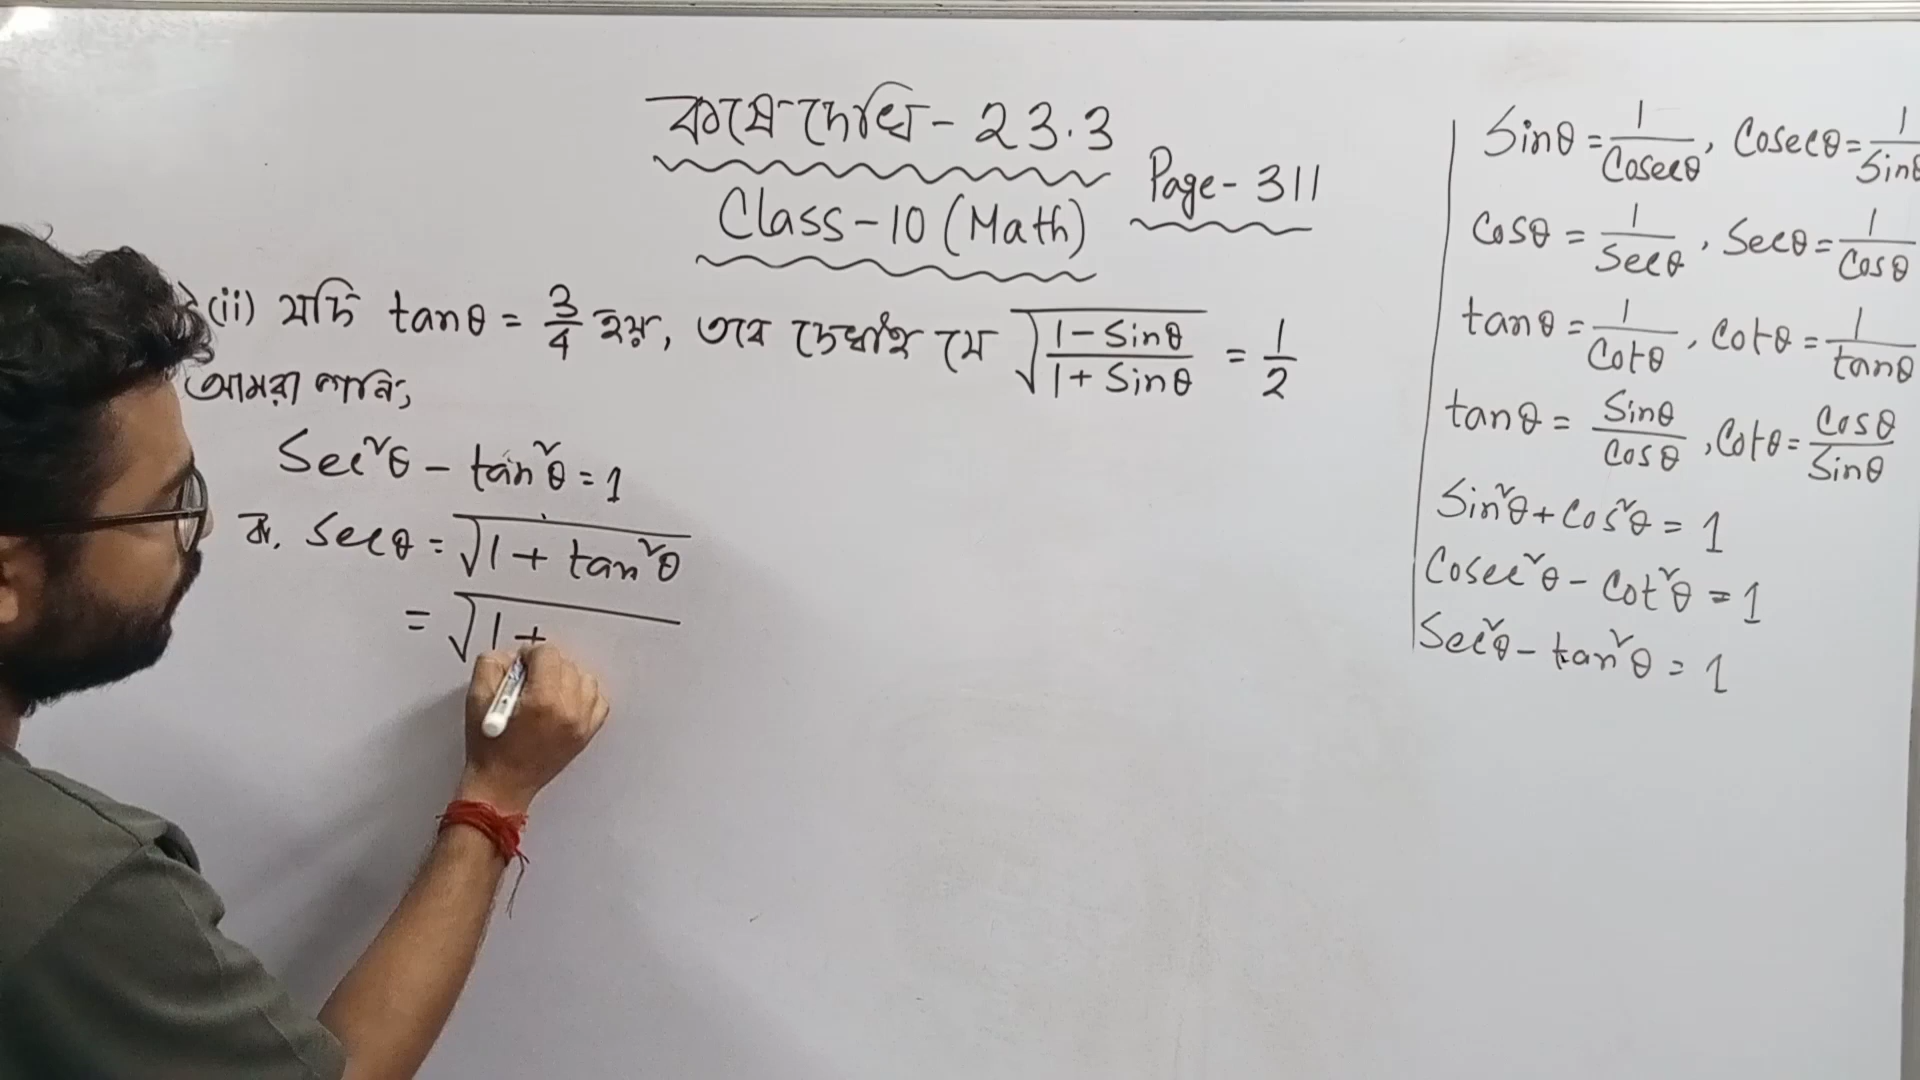 কষে দেখি - 23.3
Class - 10 (Math)
Page - 311
(ii) যদি tanθ = 3/4 হয়, তবে দেখাই যে √((1 - Sinθ)/(1 + Sinθ)) = 1/2
আমরা জানি,
Sec²θ - tan²θ = 1
বা, Secθ = √(1 + tan²θ)
= √(1 +
Sinθ = 1/Cosecθ, Cosecθ = 1/Sinθ
Cosθ = 1/Secθ, Secθ = 1/Cosθ
tanθ = 1/Cotθ, Cotθ = 1/tanθ
tanθ = Sinθ/Cosθ, Cotθ = Cosθ/Sinθ
Sin²θ + Cos²θ = 1
Cosec²θ - Cot²θ = 1
Sec²θ - tan²θ = 1